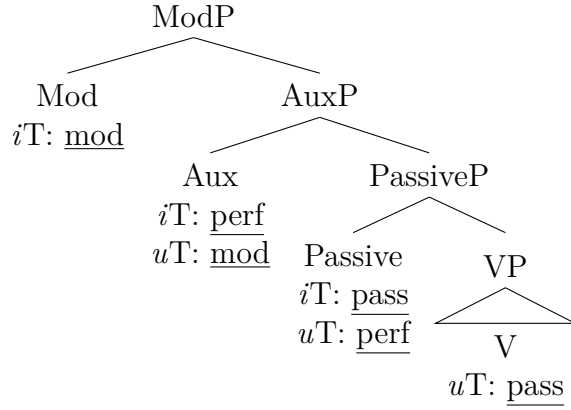 ModP
Mod
iT: mod
AuxP
Aux
iT: perf
uT: mod
PassiveP
Passive
iT: pass
uT: perf
VP
V
uT: pass